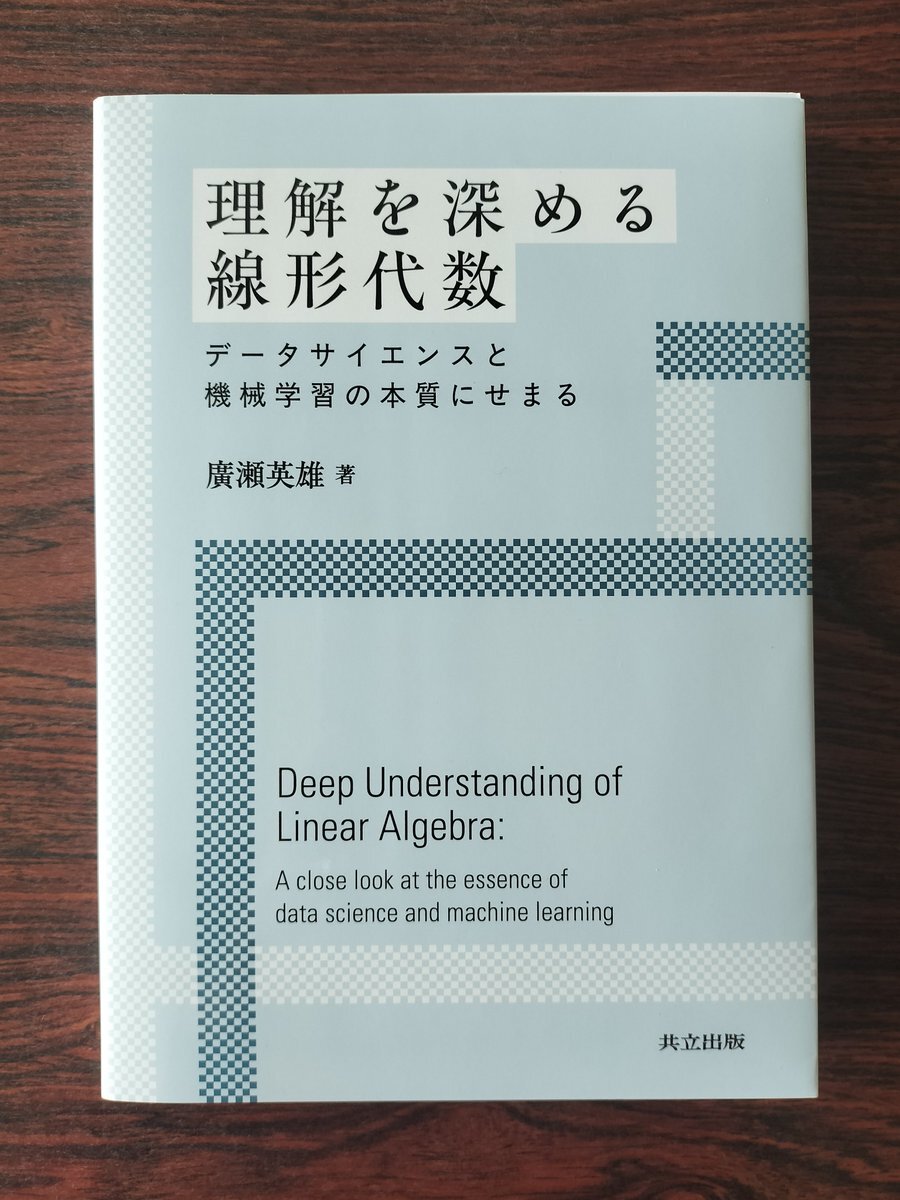 理解を深める
線形代数
データサイエンスと
機械学習の本質にせまる
廣瀬英雄 著
Deep Understanding of
Linear Algebra:
A close look at the essence of
data science and machine learning
共立出版